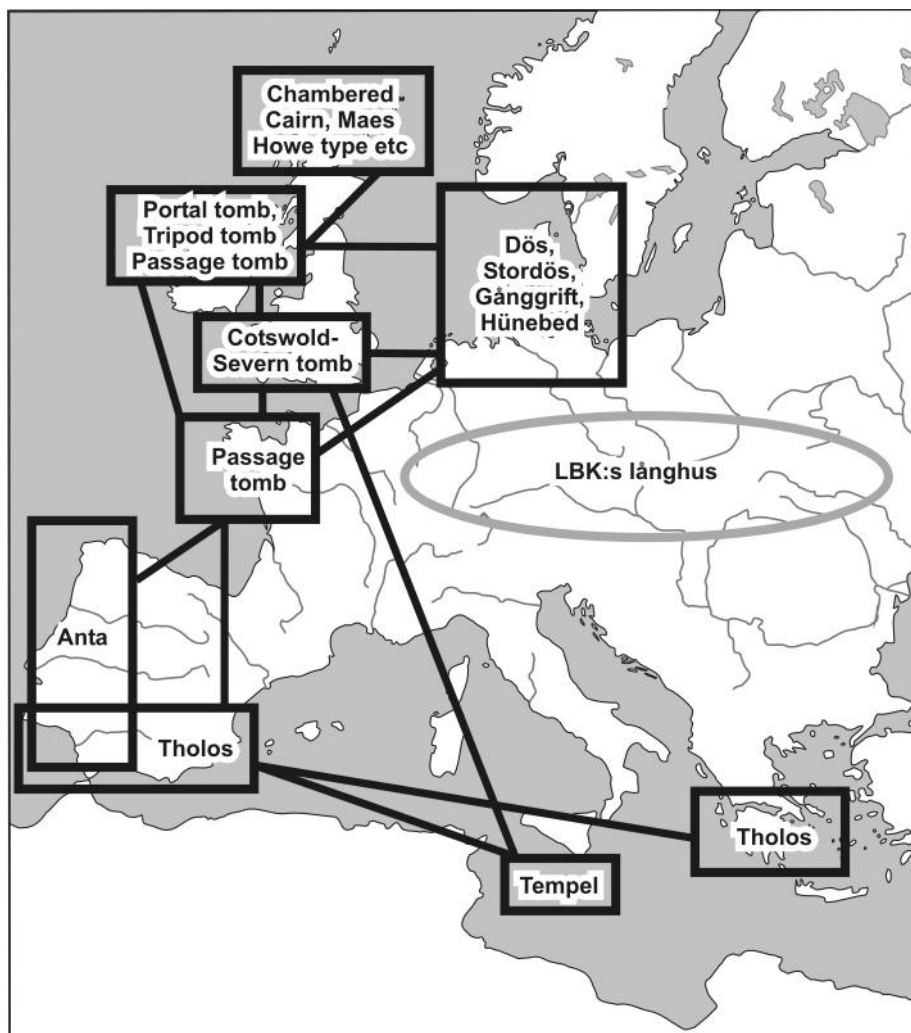 Chambered
Cairn, Maes
Howe type etc
Portal tomb,
Tripod tomb
Passage tomb
Dös,
Stordös,
Gånggrift,
Hünebed
Cotswold-
Severn tomb
Passage
tomb
LBK:s långhus
Anta
Tholos
Tholos
Tempel